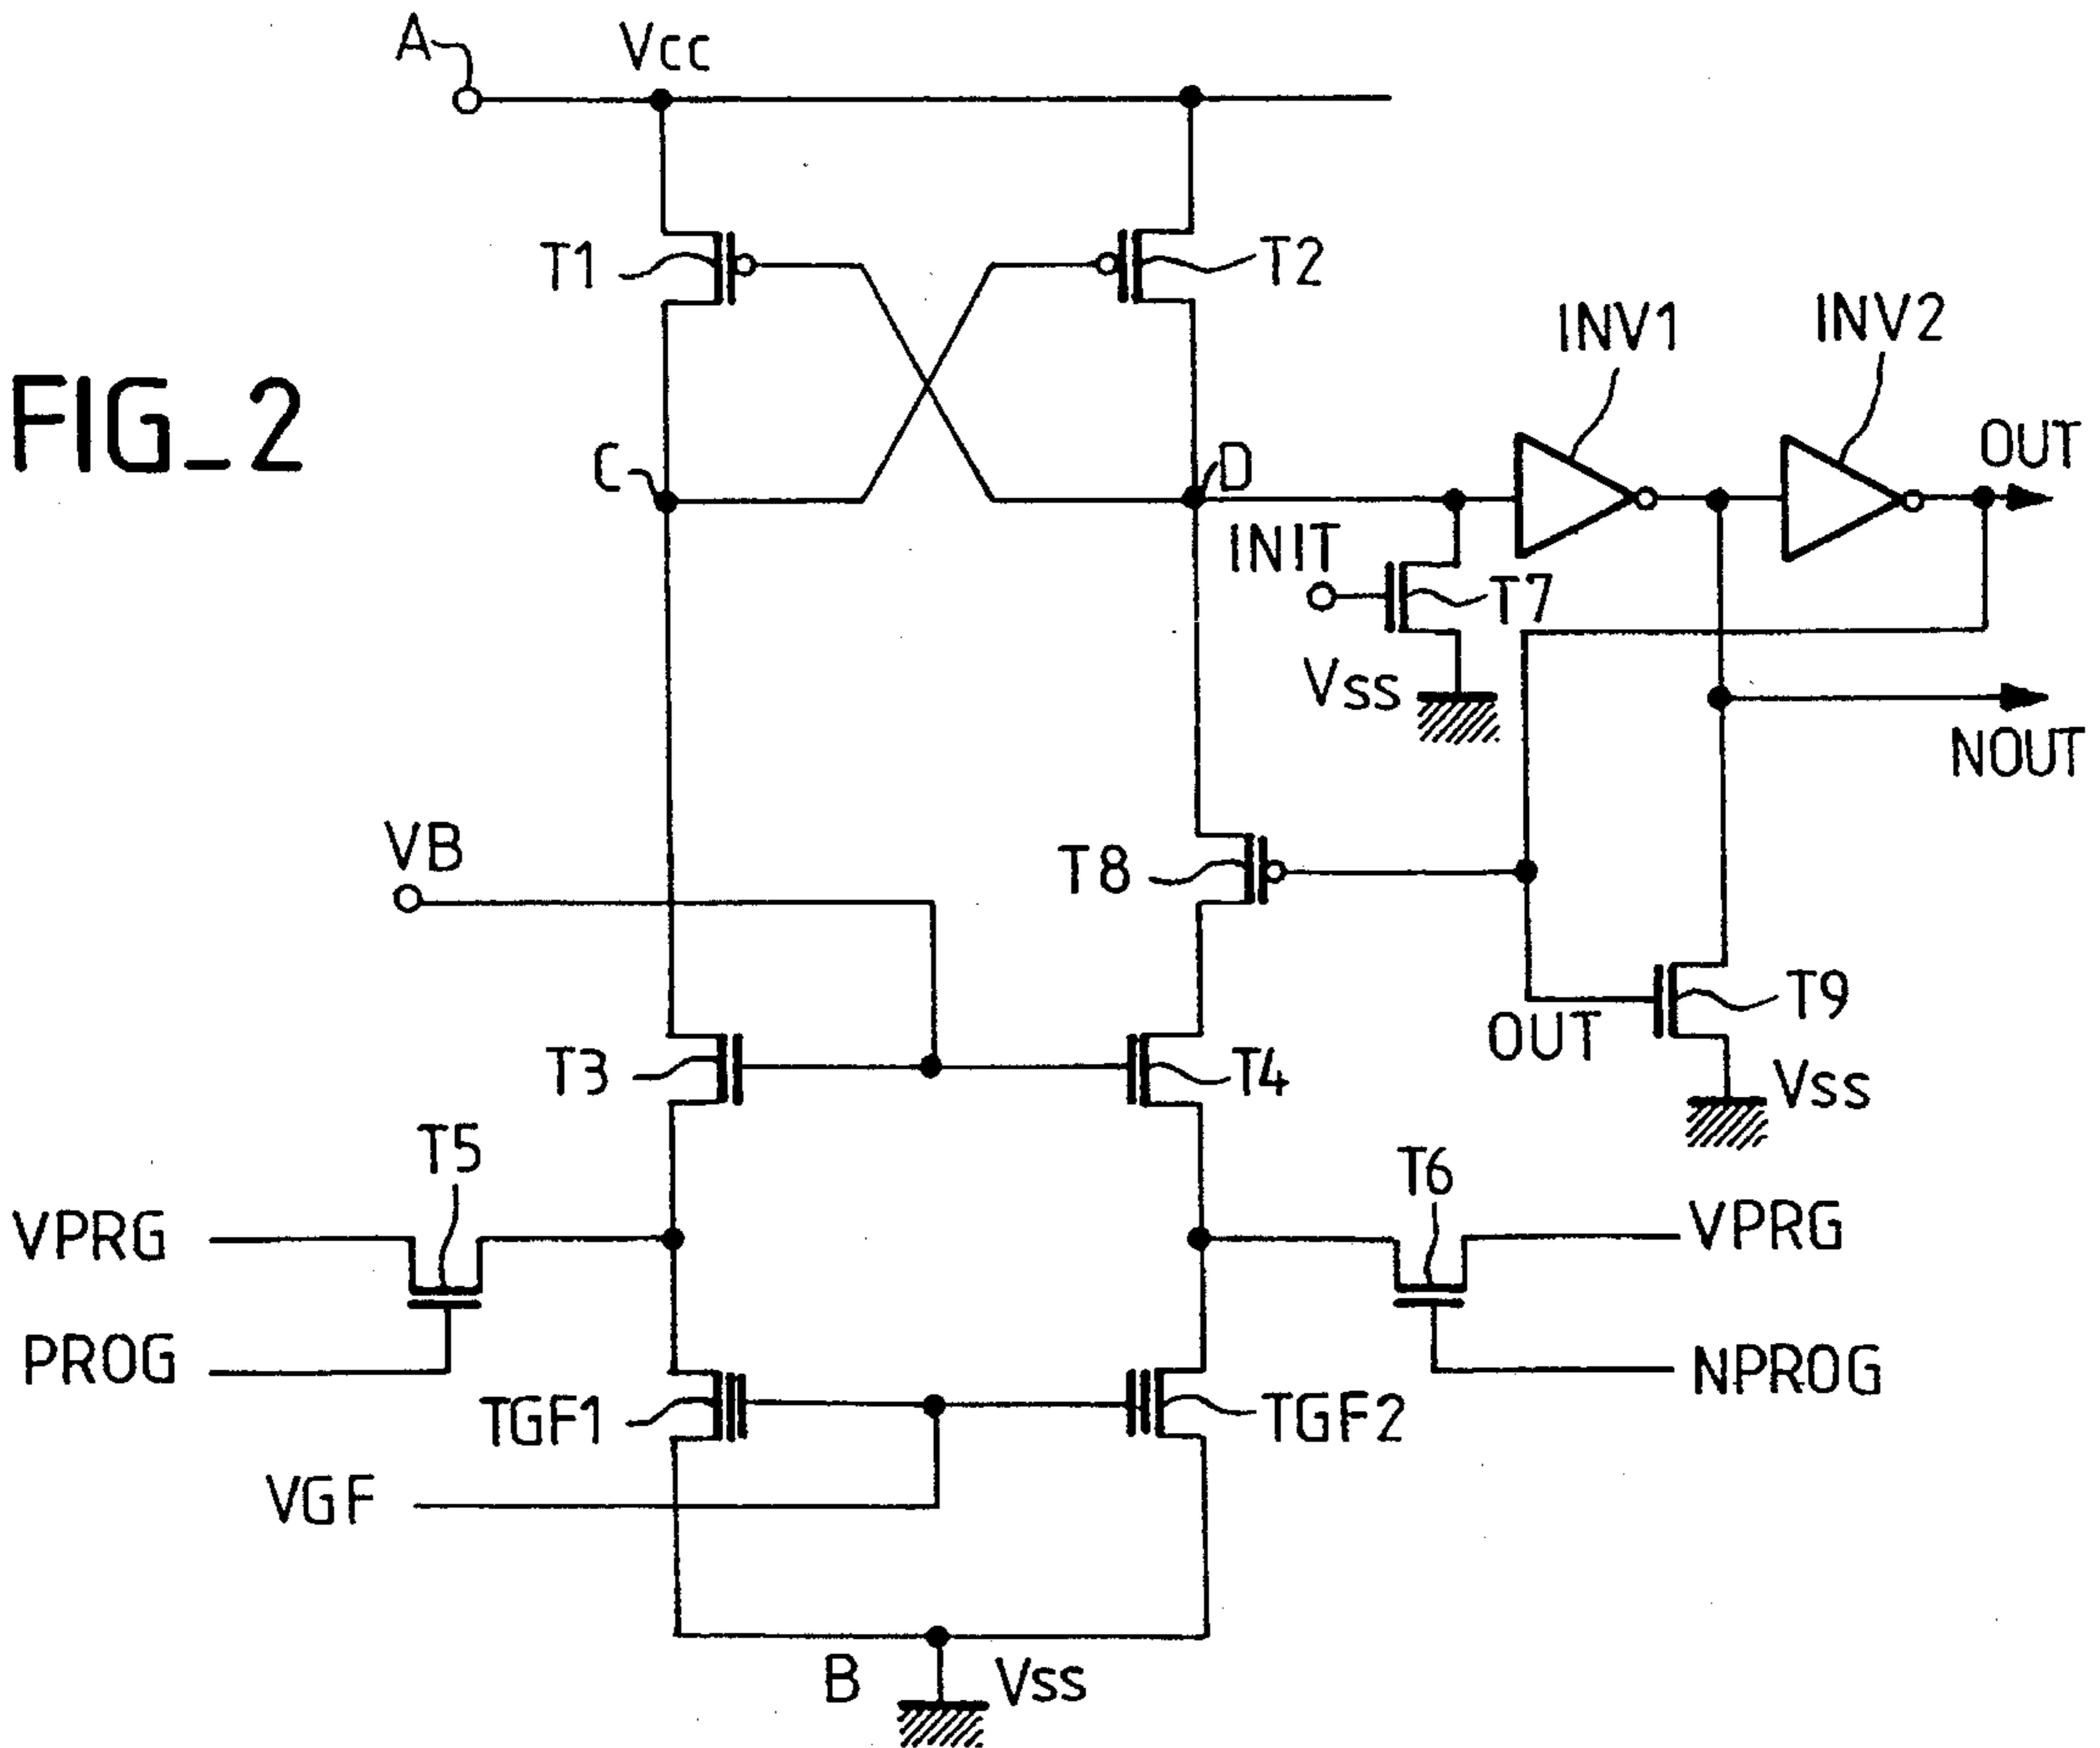 A
Vcc
T1
T2
INV1
INV2
FIG_2
C
D
OUT
INIT
T7
Vss
NOUT
VB
T8
T9
OUT
T3
T4
Vss
T5
T6
VPRG
VPRG
PROG
NPROG
TGF1
TGF2
VGF
B
Vss